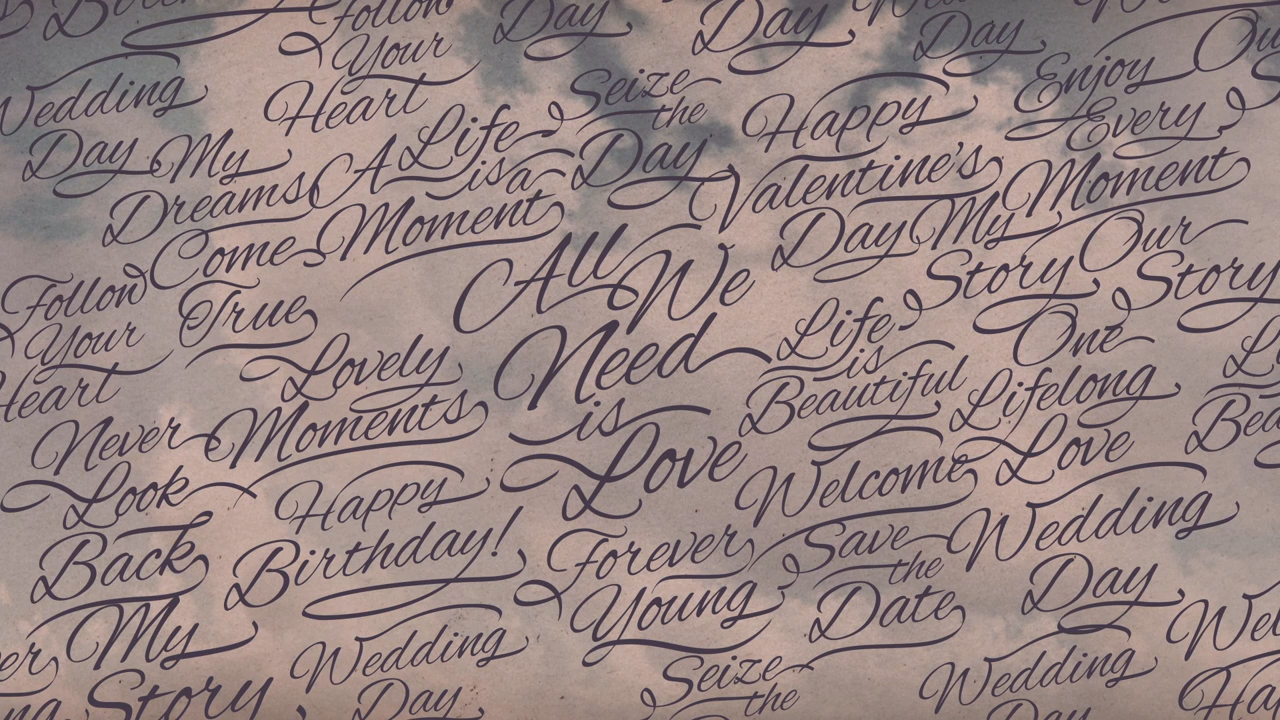 Follow
Your
Heart
Day
Day
Day
Wedding
Day
My
Dreams
Come
True
A Life
is a
Moment
Seize
the
Day
Happy
Valentine's
Day
Enjoy
Every
Moment
My
Story
Our
Story
Follow
Your
Heart
All
We
Need
is
Love
Life
is
Beautiful
One
Lifelong
Love
Lovely
Moments
Never
Look
Back
Happy
Birthday!
Forever
Young
Welcome
Save
the
Date
Wedding
Day
My
Story
Wedding
Day
Seize
the
Wedding
Day